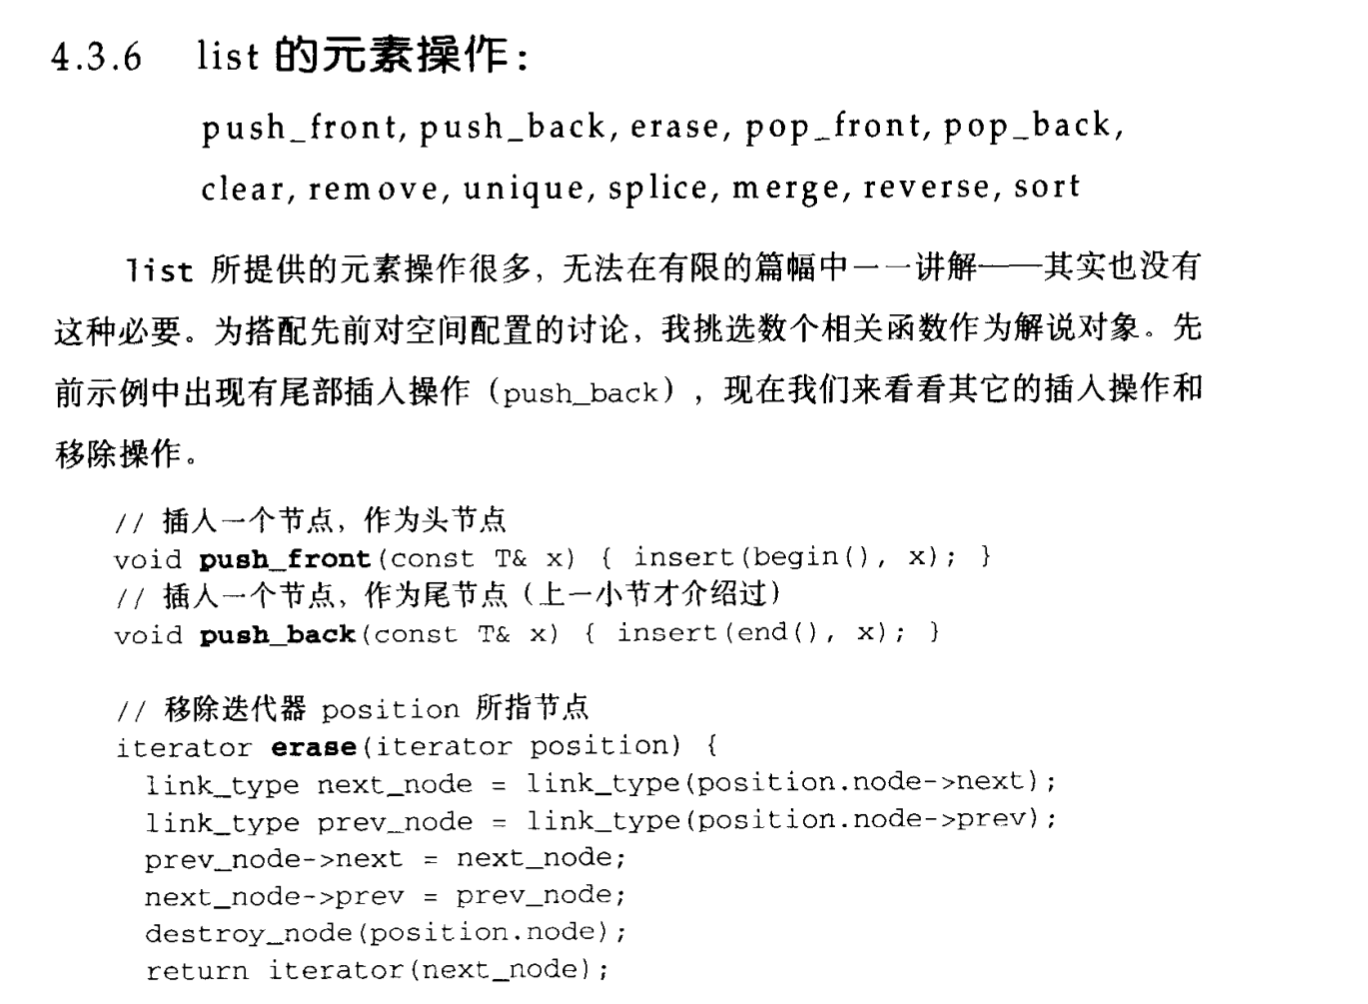 4.3.6 list 的元素操作：
push_front, push_back, erase, pop_front, pop_back,
clear, remove, unique, splice, merge, reverse, sort
list 所提供的元素操作很多，无法在有限的篇幅中一一讲解——其实也没有
这种必要。为搭配先前对空间配置的讨论，我挑选数个相关函数作为解说对象。先
前示例中出现有尾部插入操作（push_back），现在我们来看看其它的插入操作和
移除操作。
// 插入一个节点，作为头节点
void push_front(const T& x) { insert(begin(), x); }
// 插入一个节点，作为尾节点（上一小节才介绍过）
void push_back(const T& x) { insert(end(), x); }
// 移除迭代器 position 所指节点
iterator erase(iterator position) {
link_type next_node = link_type(position.node->next);
link_type prev_node = link_type(position.node->prev);
prev_node->next = next_node;
next_node->prev = prev_node;
destroy_node(position.node);
return iterator(next_node);